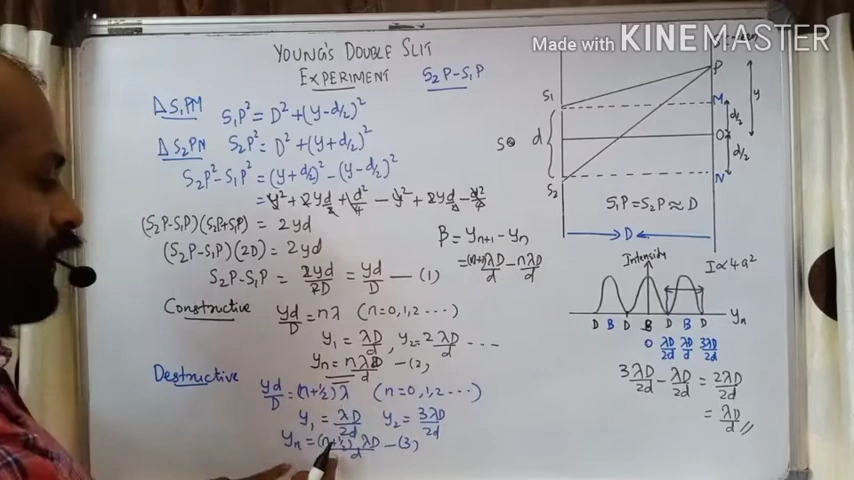 Made with KINEMASTER
YOUNG'S DOUBLE SLIT
EXPERIMENT
S₂P-S₁P
ΔS₁PM S₁P² = D² + (y-d/2)²
ΔS₂PN S₂P² = D² + (y+d/2)²
S₂P² - S₁P² = (y+d/2)² - (y-d/2)²
= y² + 2yd/2 + d²/4 - y² + 2yd/2 - d²/4
(S₂P-S₁P)(S₂P+S₁P) = 2yd
(S₂P-S₁P)(2D) = 2yd
S₂P-S₁P = 2yd/2D = yd/D — (1)
Constructive yd/D = nλ (n=0,1,2 ...)
y₁ = λD/d, y₂ = 2λD/d ...
yₙ = nλD/d — (2)
Destructive yd/D = (n+½)λ (n=0,1,2 ...)
y₁ = λD/2d y₂ = 3λD/2d
yₙ = (n+½)λD/d — (3)
β = yₙ₊₁ - yₙ
= (n+1)λD/d - nλD/d
P
S₁
M
y
d/2
S
d
O
d/2
S₂
N
S₁P = S₂P ≈ D
D
Intensity
I ∝ 4a²
yₙ
D B D B D B D
0 λD/2d λD/d 3λD/2d
3λD/2d - λD/2d = 2λD/2d
= λD/d //